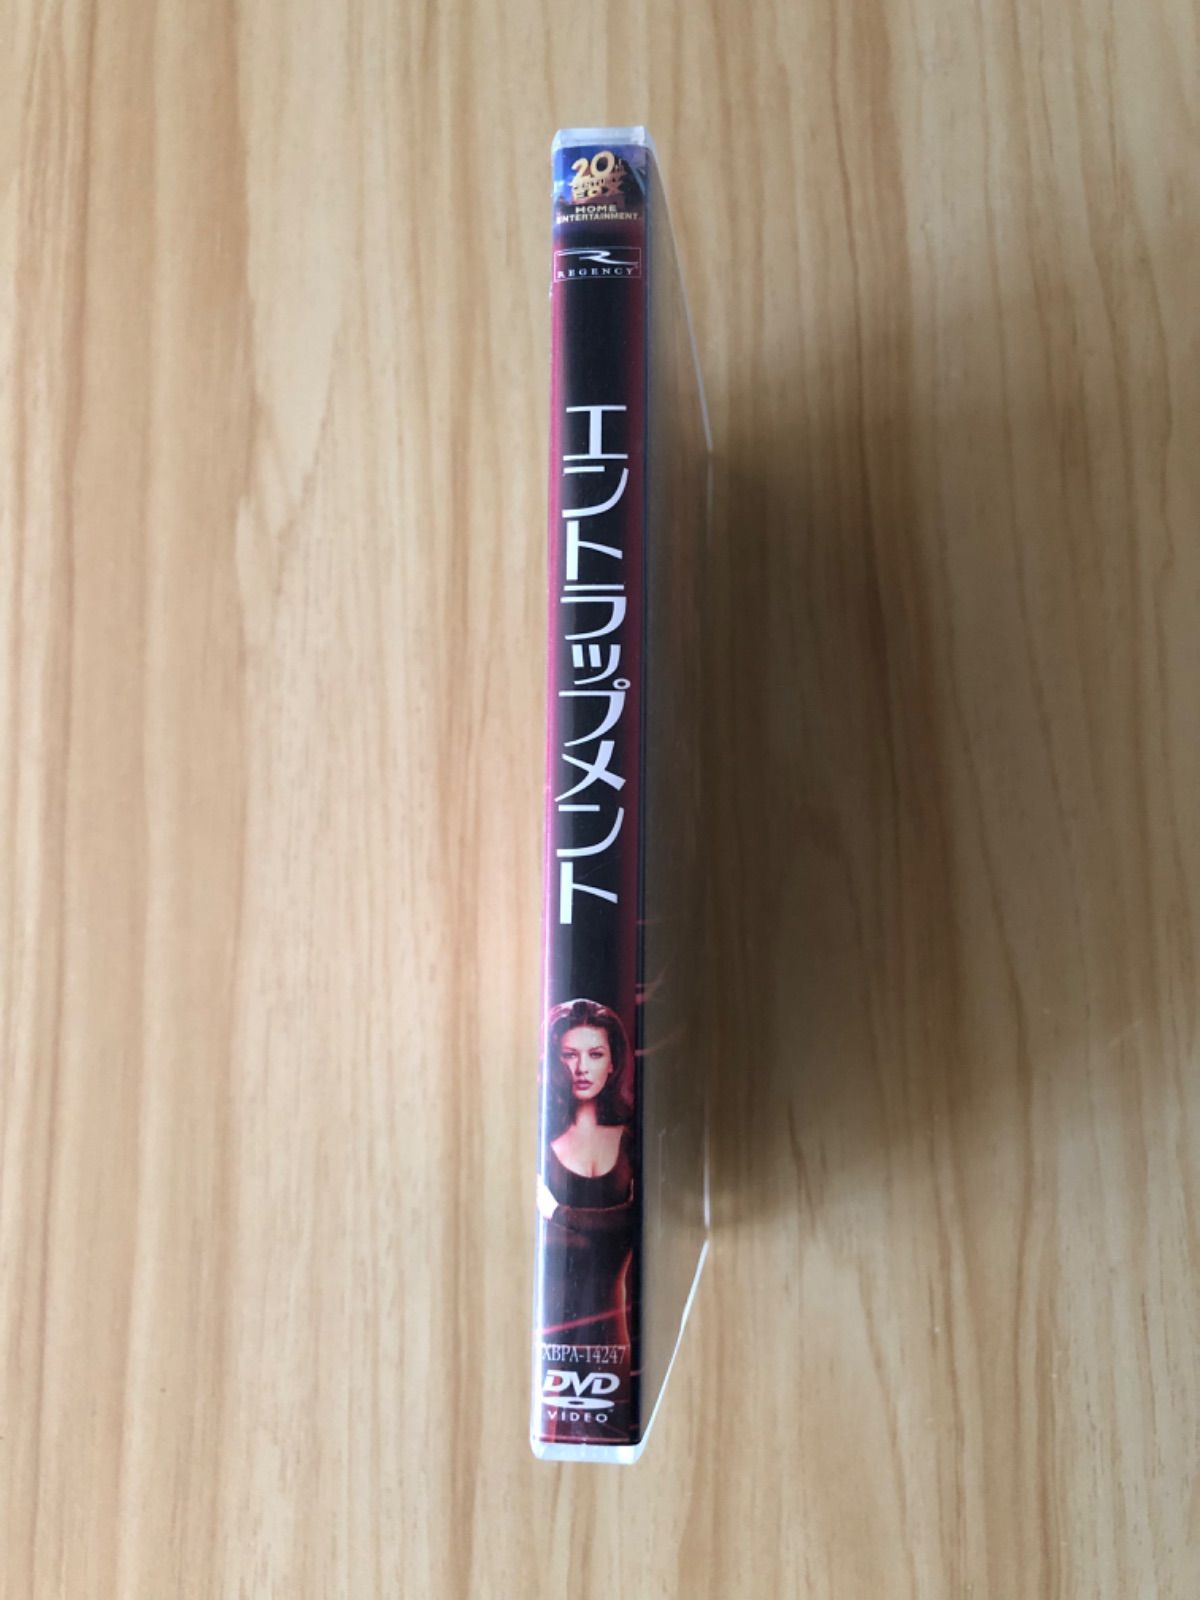 20th
CENTURY
FOX
HOME
ENTERTAINMENT
REGENCY
エントラップメント
XBPA-14247
DVD
VIDEO